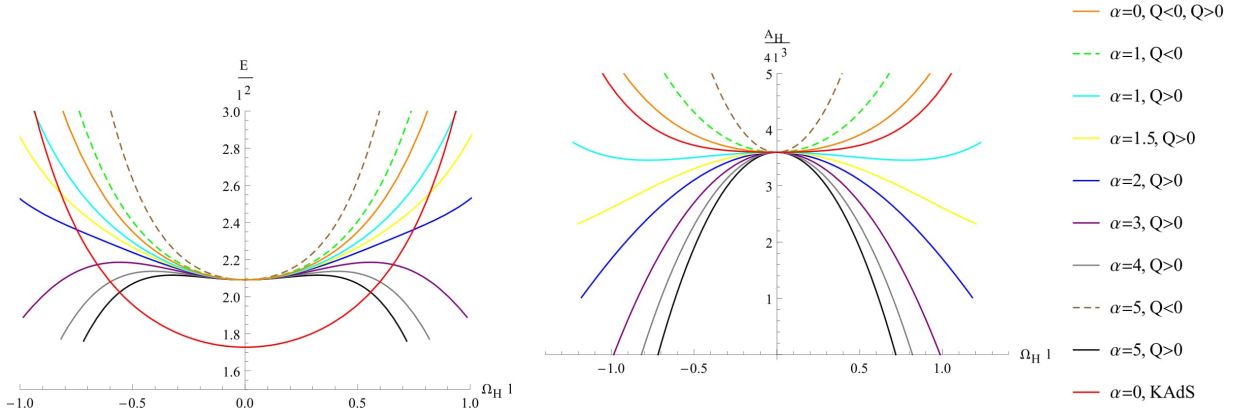 E
l²
3.0
2.8
2.6
2.4
2.2
2.0
1.8
1.6
−1.0 −0.5 0.0 0.5 1.0 Ω_H l
A_H
4 l³
5
4
3
2
1
−1.0 −0.5 0.5 1.0 Ω_H l
α=0, Q<0, Q>0
α=1, Q<0
α=1, Q>0
α=1.5, Q>0
α=2, Q>0
α=3, Q>0
α=4, Q>0
α=5, Q<0
α=5, Q>0
α=0, KAdS